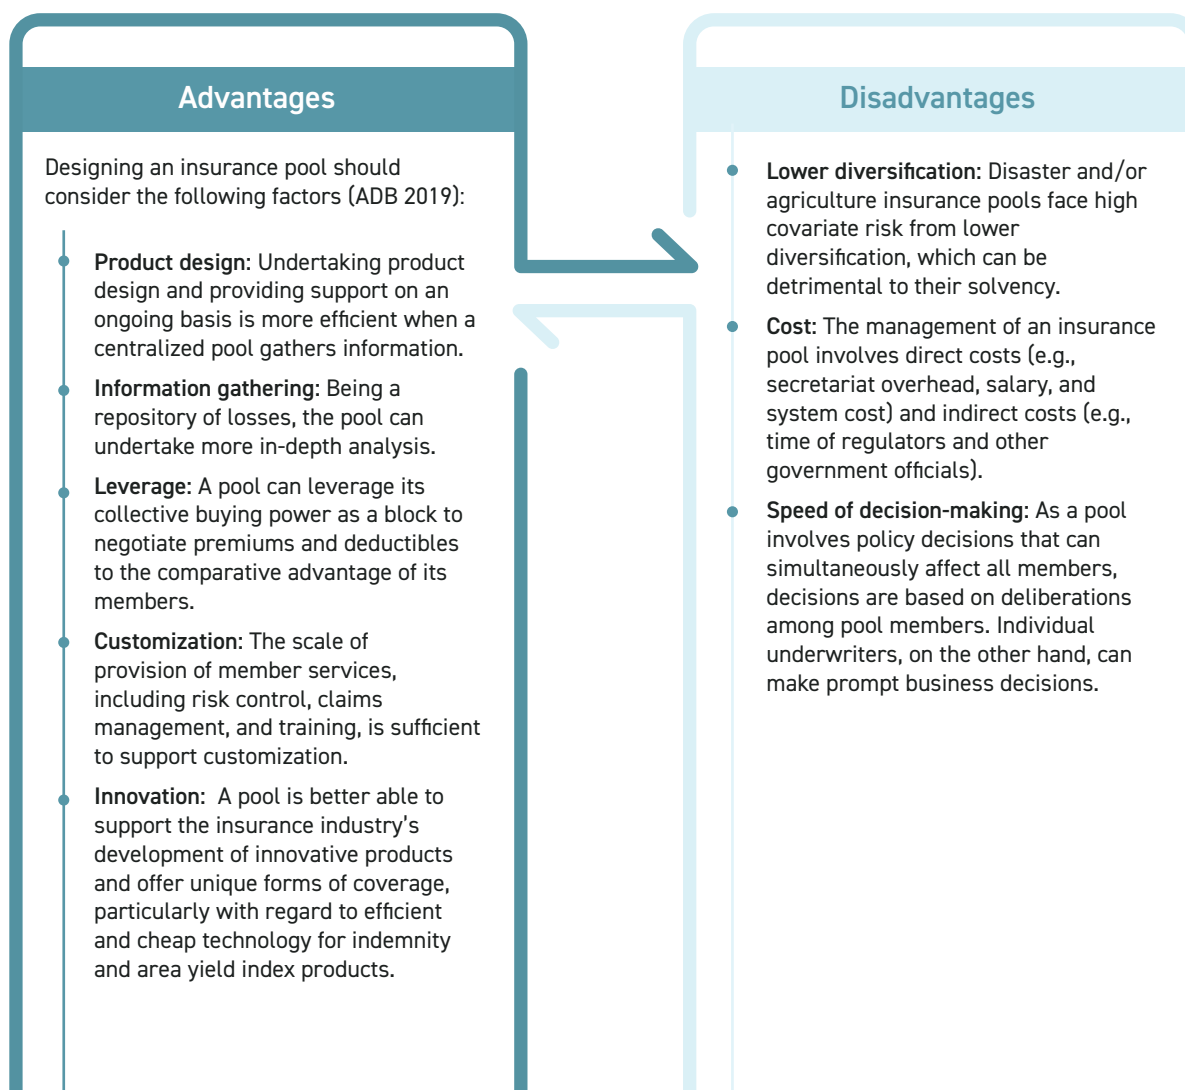 Advantages
Designing an insurance pool should
consider the following factors (ADB 2019):
Product design: Undertaking product
design and providing support on an
ongoing basis is more efficient when a
centralized pool gathers information.
Information gathering: Being a
repository of losses, the pool can
undertake more in-depth analysis.
Leverage: A pool can leverage its
collective buying power as a block to
negotiate premiums and deductibles
to the comparative advantage of its
members.
Customization: The scale of
provision of member services,
including risk control, claims
management, and training, is sufficient
to support customization.
Innovation:  A pool is better able to
support the insurance industry's
development of innovative products
and offer unique forms of coverage,
particularly with regard to efficient
and cheap technology for indemnity
and area yield index products.
Disadvantages
Lower diversification: Disaster and/or
agriculture insurance pools face high
covariate risk from lower
diversification, which can be
detrimental to their solvency.
Cost: The management of an insurance
pool involves direct costs (e.g.,
secretariat overhead, salary, and
system cost) and indirect costs (e.g.,
time of regulators and other
government officials).
Speed of decision-making: As a pool
involves policy decisions that can
simultaneously affect all members,
decisions are based on deliberations
among pool members. Individual
underwriters, on the other hand, can
make prompt business decisions.